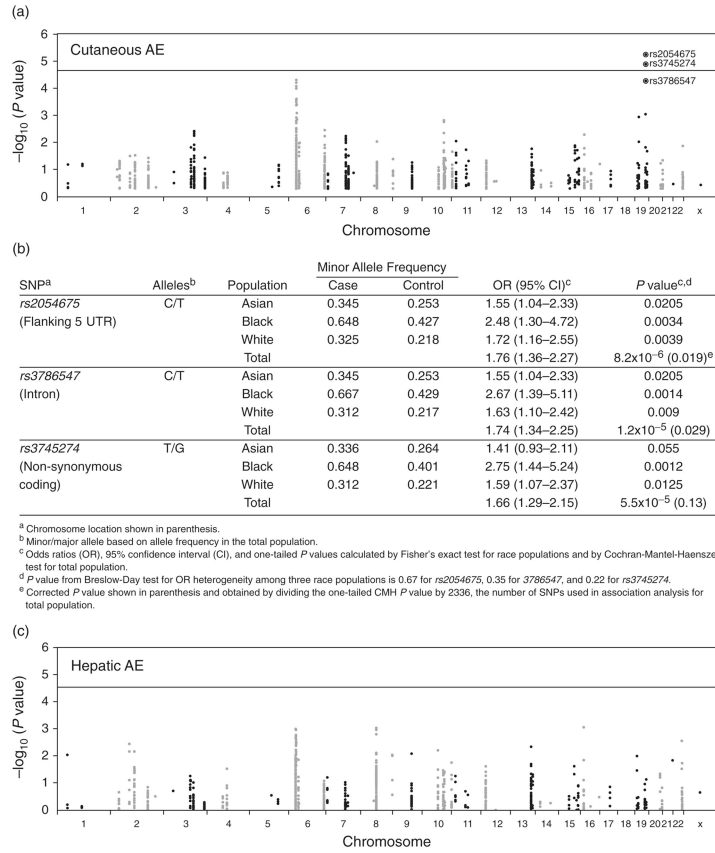 (a)
6
5
4
3
2
1
0
–log10 (P value)
Cutaneous AE
rs2054675
rs3745274
rs3786547
1 2 3 4 5 6 7 8 9 10 11 12 13 14 15 16 17 18 19 20 21 22 x
Chromosome
(b)
Minor Allele Frequency
SNPa Allelesb Population Case Control OR (95% CI)c P valuec,d
rs2054675 C/T Asian 0.345 0.253 1.55 (1.04–2.33) 0.0205
(Flanking 5 UTR) Black 0.648 0.427 2.48 (1.30–4.72) 0.0034
White 0.325 0.218 1.72 (1.16–2.55) 0.0039
Total 1.76 (1.36–2.27) 8.2x10–6 (0.019)e
rs3786547 C/T Asian 0.345 0.253 1.55 (1.04–2.33) 0.0205
(Intron) Black 0.667 0.429 2.67 (1.39–5.11) 0.0014
White 0.312 0.217 1.63 (1.10–2.42) 0.009
Total 1.74 (1.34–2.25) 1.2x10–5 (0.029)
rs3745274 T/G Asian 0.336 0.264 1.41 (0.93–2.11) 0.055
(Non-synonymous Black 0.648 0.401 2.75 (1.44–5.24) 0.0012
coding) White 0.312 0.221 1.59 (1.07–2.37) 0.0125
Total 1.66 (1.29–2.15) 5.5x10–5 (0.13)
a Chromosome location shown in parenthesis.
b Minor/major allele based on allele frequency in the total population.
c Odds ratios (OR), 95% confidence interval (CI), and one-tailed P values calculated by Fisher's exact test for race populations and by Cochran-Mantel-Haensze
test for total population.
d P value from Breslow-Day test for OR heterogeneity among three race populations is 0.67 for rs2054675, 0.35 for 3786547, and 0.22 for rs3745274.
e Corrected P value shown in parenthesis and obtained by dividing the one-tailed CMH P value by 2336, the number of SNPs used in association analysis for
total population.
(c)
6
5
4
3
2
1
0
–log10 (P value)
Hepatic AE
1 2 3 4 5 6 7 8 9 10 11 12 13 14 15 16 17 18 19 20 21 22 x
Chromosome